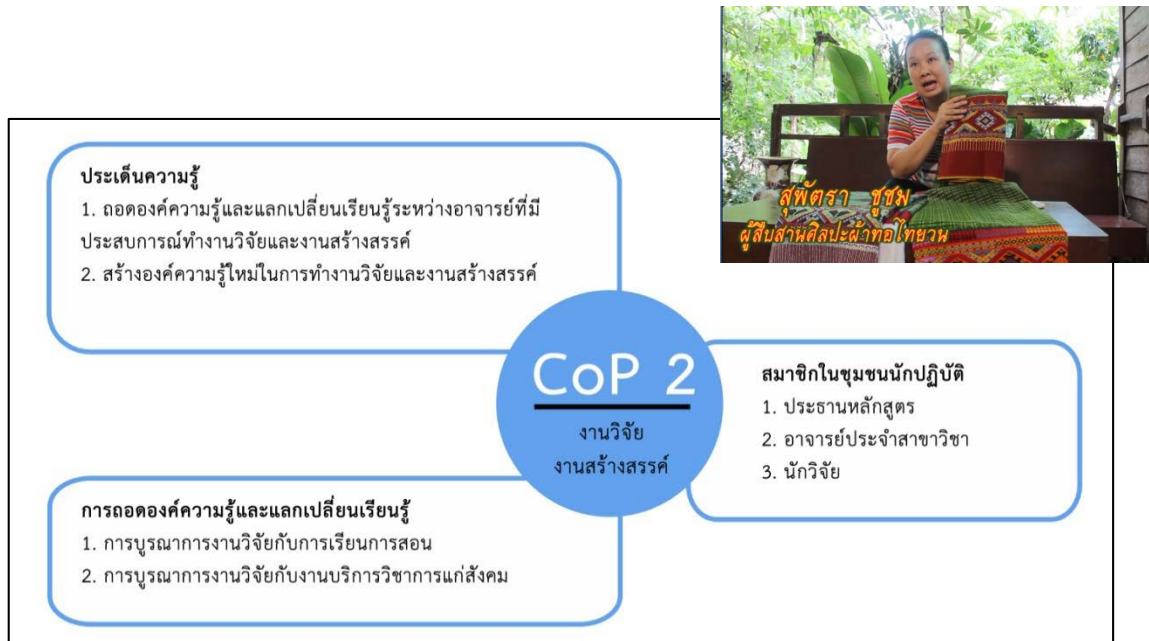 สุพัตรา ชูชม
ผู้สืบสานศิลปะผ้าทอไทยวน
ประเด็นความรู้
1. ถอดองค์ความรู้และแลกเปลี่ยนเรียนรู้ระหว่างอาจารย์ที่มี
ประสบการณ์ทำงานวิจัยและงานสร้างสรรค์
2. สร้างองค์ความรู้ใหม่ในการทำงานวิจัยและงานสร้างสรรค์
CoP 2
งานวิจัย
งานสร้างสรรค์
สมาชิกในชุมชนนักปฏิบัติ
1. ประธานหลักสูตร
2. อาจารย์ประจำสาขาวิชา
3. นักวิจัย
การถอดองค์ความรู้และแลกเปลี่ยนเรียนรู้
1. การบูรณาการงานวิจัยกับการเรียนการสอน
2. การบูรณาการงานวิจัยกับงานบริการวิชาการแก่สังคม